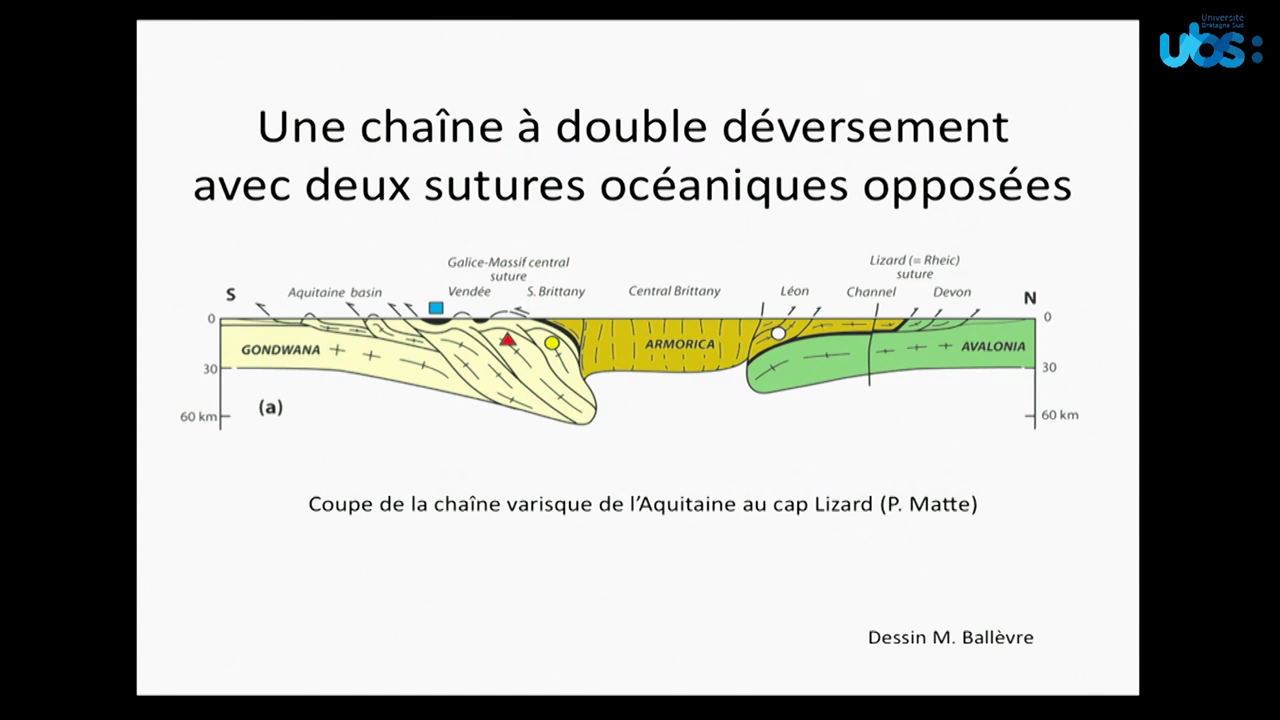 Université
Bretagne Sud
ubs:
Une chaîne à double déversement
avec deux sutures océaniques opposées
Galice-Massif central
suture
Lizard (= Rheic)
suture
S
Aquitaine basin
Vendée
S. Brittany
Central Brittany
Léon
Channel
Devon
N
0
0
GONDWANA
ARMORICA
AVALONIA
30
30
(a)
60 km
60 km
Coupe de la chaîne varisque de l'Aquitaine au cap Lizard (P. Matte)
Dessin M. Ballèvre